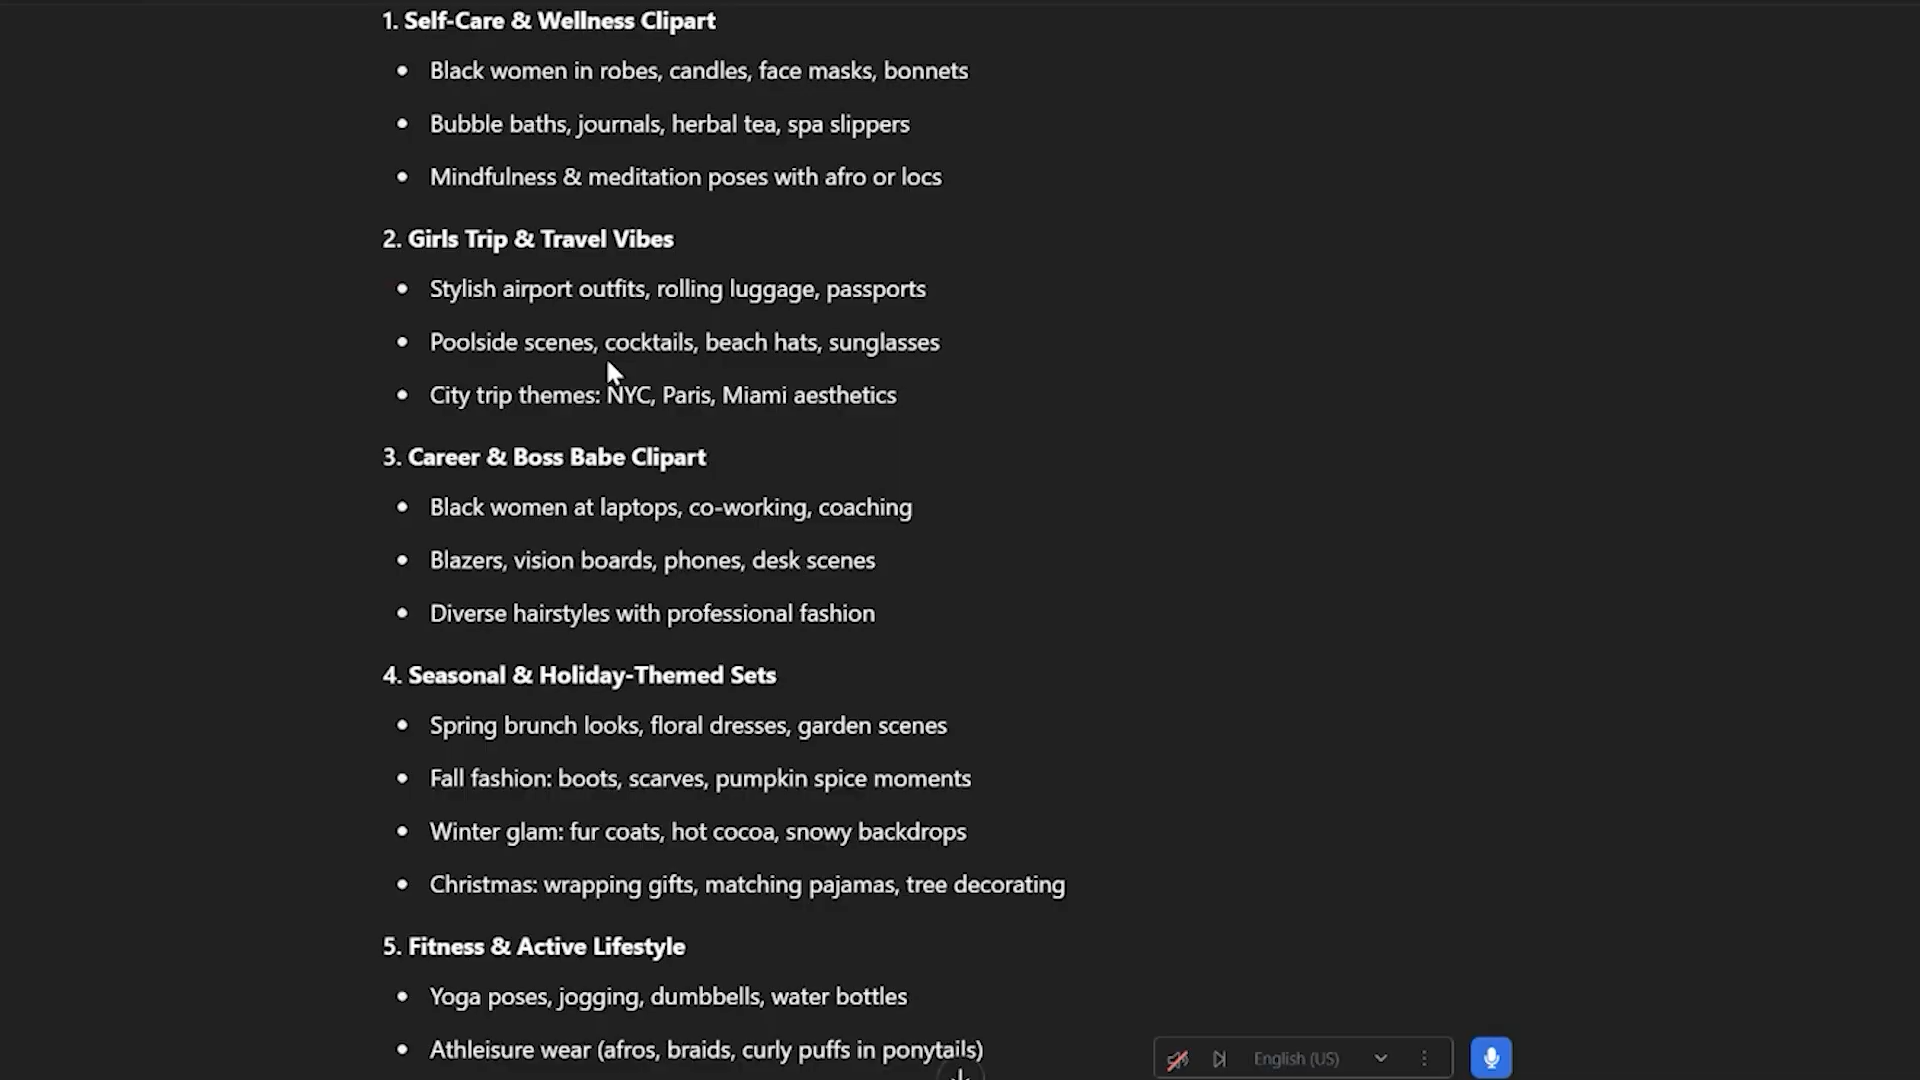 1. Self-Care & Wellness Clipart
• Black women in robes, candles, face masks, bonnets
• Bubble baths, journals, herbal tea, spa slippers
• Mindfulness & meditation poses with afro or locs
2. Girls Trip & Travel Vibes
• Stylish airport outfits, rolling luggage, passports
• Poolside scenes, cocktails, beach hats, sunglasses
• City trip themes: NYC, Paris, Miami aesthetics
3. Career & Boss Babe Clipart
• Black women at laptops, co-working, coaching
• Blazers, vision boards, phones, desk scenes
• Diverse hairstyles with professional fashion
4. Seasonal & Holiday-Themed Sets
• Spring brunch looks, floral dresses, garden scenes
• Fall fashion: boots, scarves, pumpkin spice moments
• Winter glam: fur coats, hot cocoa, snowy backdrops
• Christmas: wrapping gifts, matching pajamas, tree decorating
5. Fitness & Active Lifestyle
• Yoga poses, jogging, dumbbells, water bottles
• Athleisure wear (afros, braids, curly puffs in ponytails)
English (US)